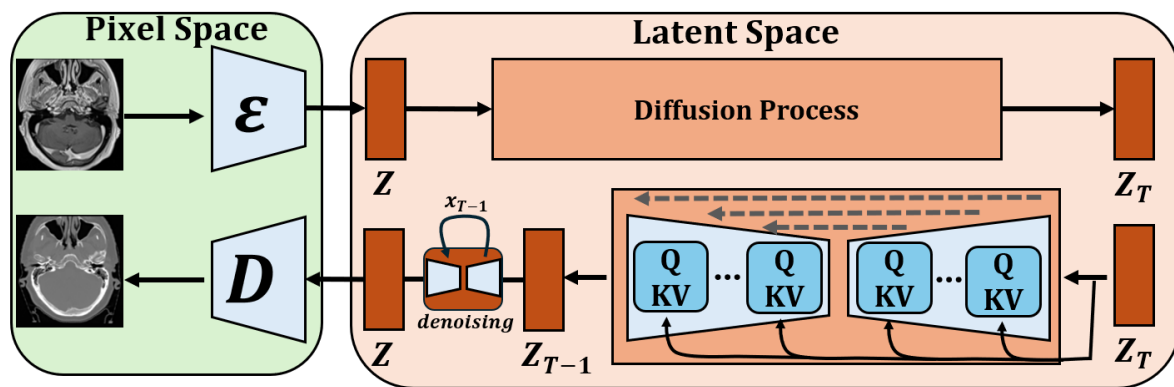 Pixel Space
Latent Space
ε
Z
Diffusion Process
Z_T
x_{T−1}
D
Z
denoising
Z_{T−1}
Q
KV
...
Q
KV
Q
KV
...
Q
KV
Z_T